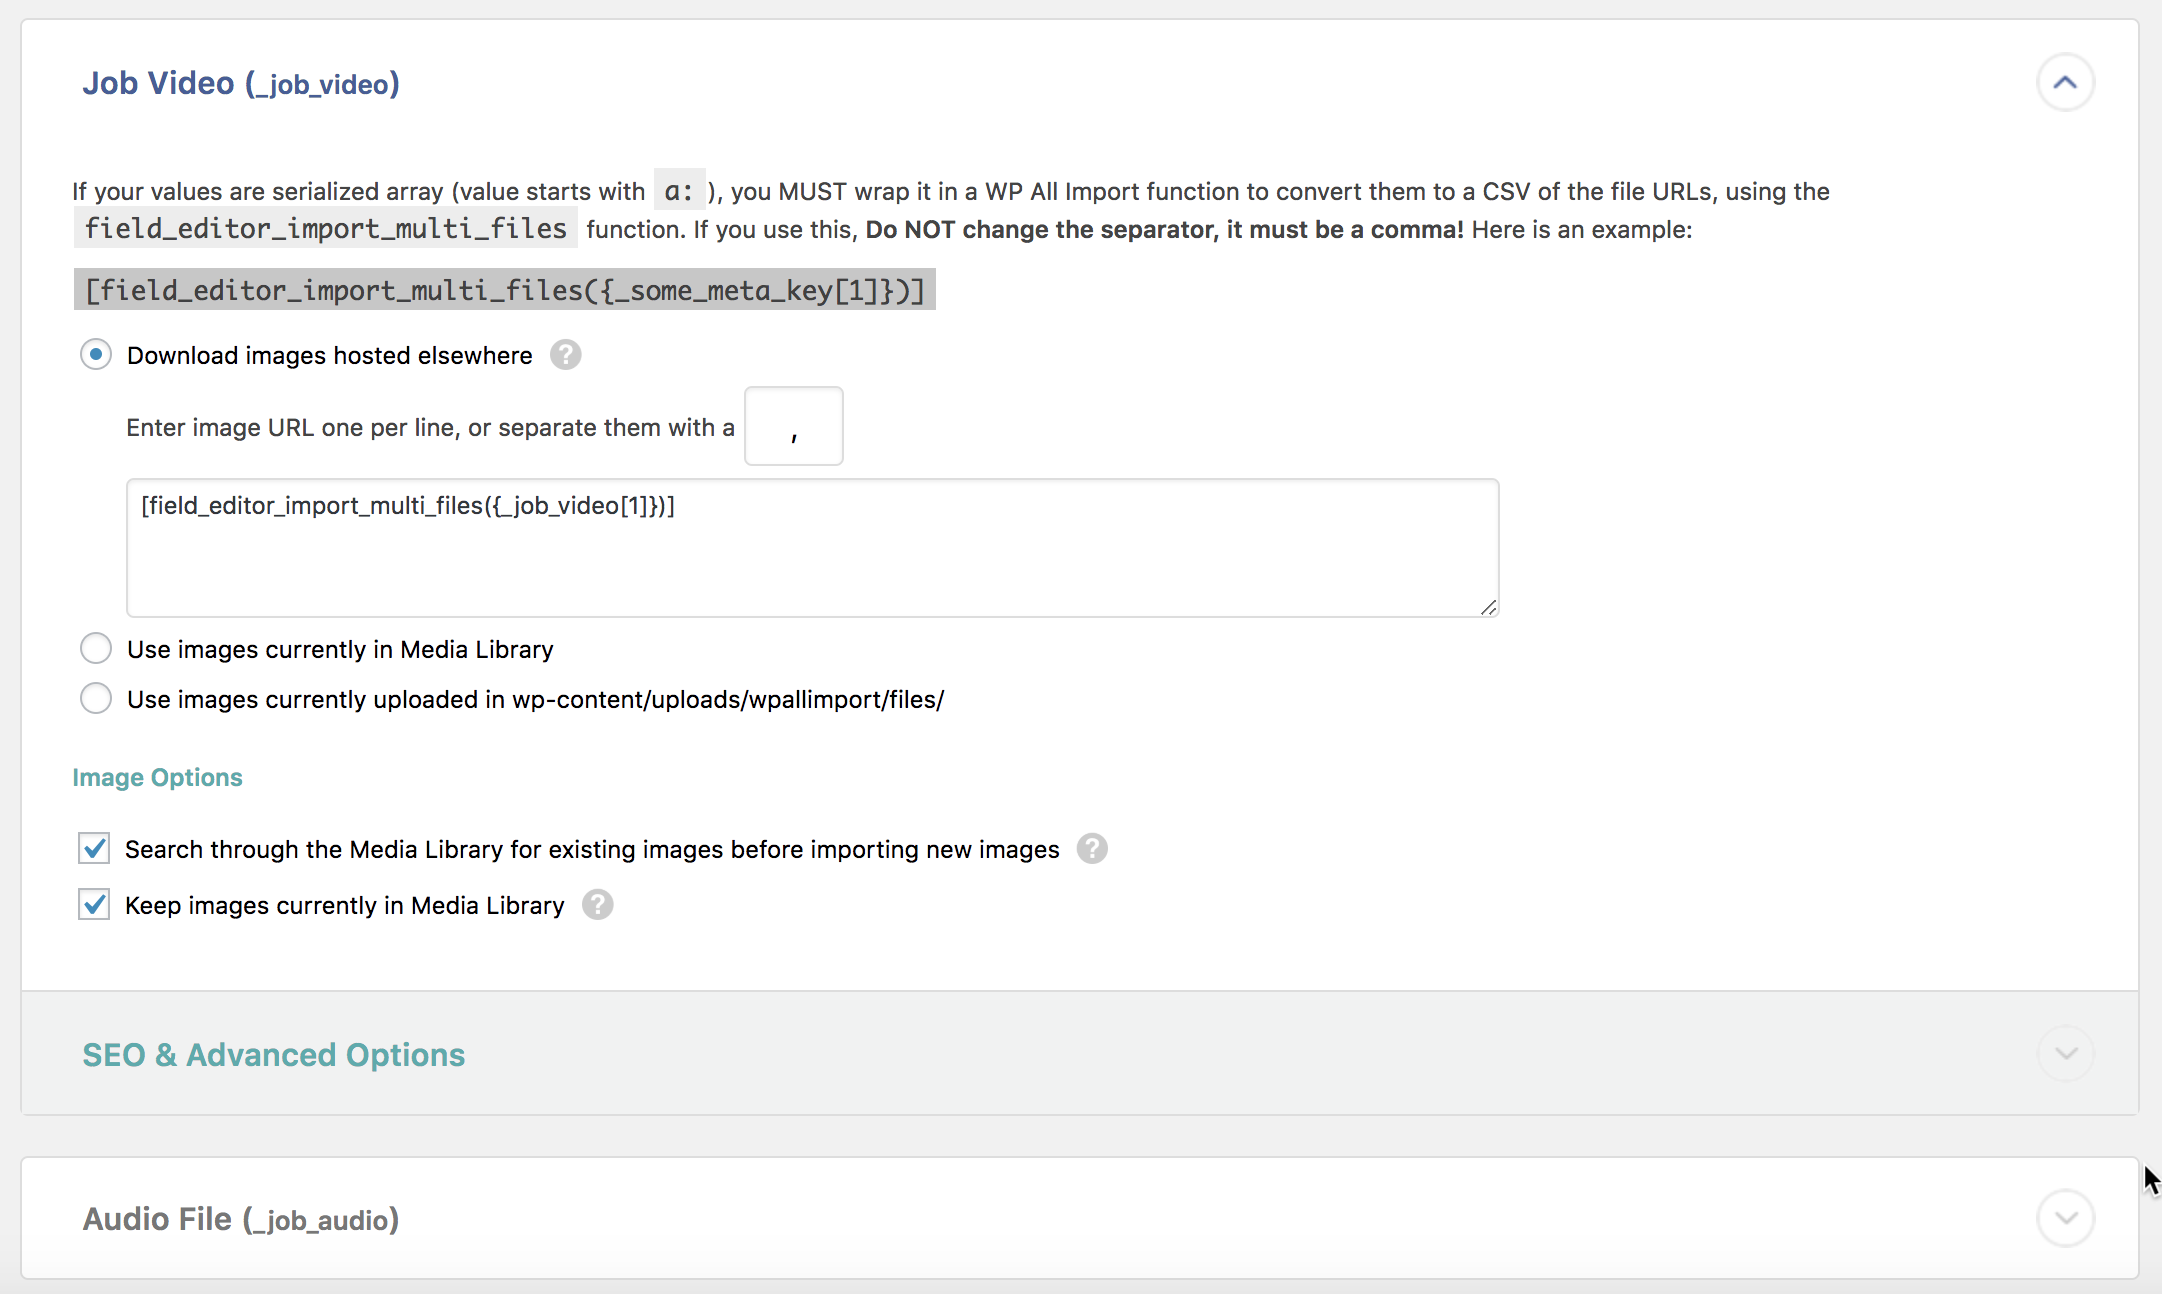 Job Video (_job_video)
If your values are serialized array (value starts with a: ), you MUST wrap it in a WP All Import function to convert them to a CSV of the file URLs, using the
field_editor_import_multi_files function. If you use this, Do NOT change the separator, it must be a comma! Here is an example:
[field_editor_import_multi_files({_some_meta_key[1]})]
Download images hosted elsewhere ?
Enter image URL one per line, or separate them with a ,
[field_editor_import_multi_files({_job_video[1]})]
Use images currently in Media Library
Use images currently uploaded in wp-content/uploads/wpallimport/files/
Image Options
Search through the Media Library for existing images before importing new images ?
Keep images currently in Media Library ?
SEO & Advanced Options
Audio File (_job_audio)